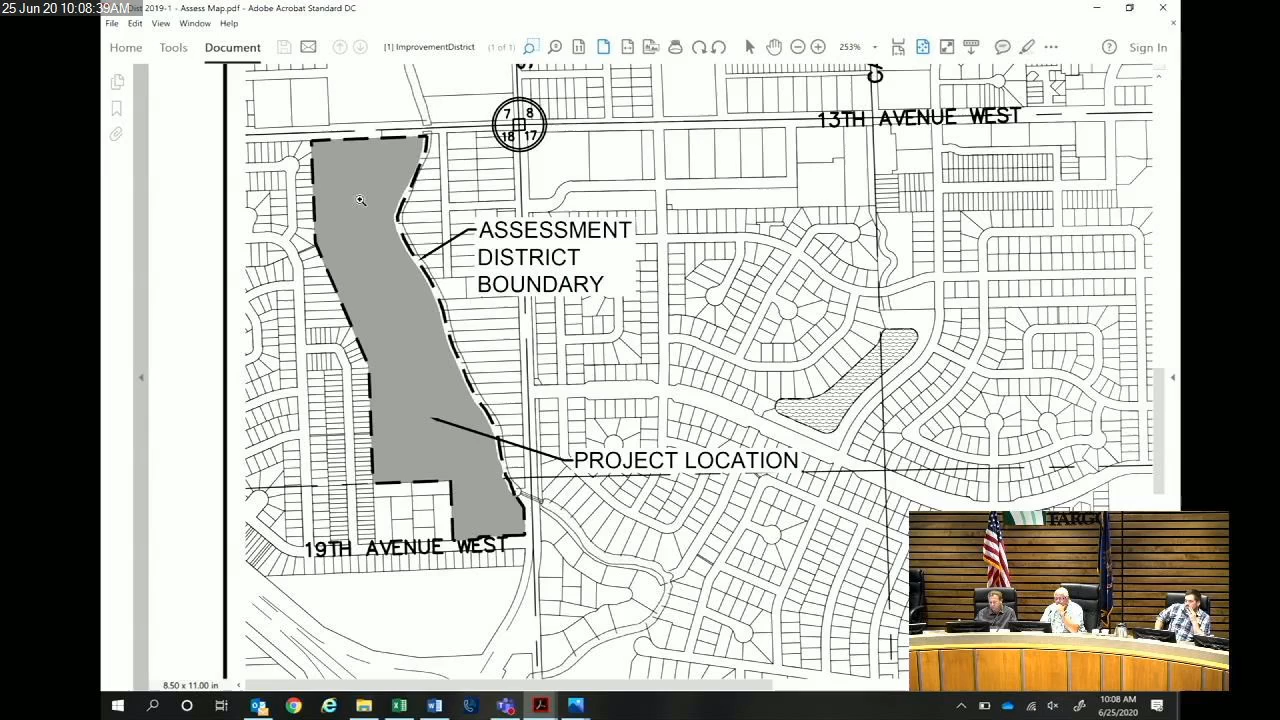 25 Jun 20 10:08:39AM
Dist 2019-1 - Assess Map.pdf - Adobe Acrobat Standard DC
File Edit View Window Help
Home Tools Document
[1] ImprovementDistrict
(1 of 1)
253%
Sign In
7 8
18 17
13TH AVENUE WEST
ASSESSMENT
DISTRICT
BOUNDARY
PROJECT LOCATION
19TH AVENUE WEST
8.50 x 11.00 in
10:08 AM
6/25/2020